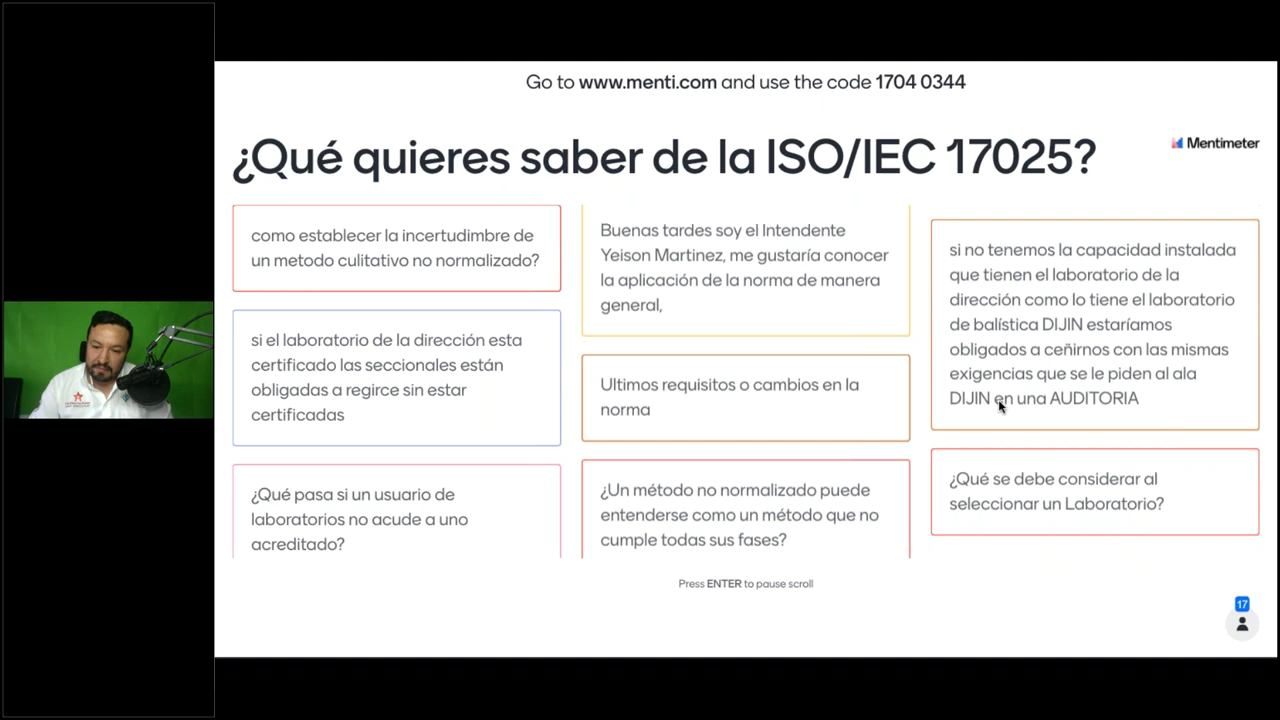 Go to www.menti.com and use the code 1704 0344
¿Qué quieres saber de la ISO/IEC 17025?
Mentimeter
como establecer la incertudimbre de
un metodo culitativo no normalizado?
si el laboratorio de la dirección esta
certificado las seccionales están
obligadas a regirce sin estar
certificadas
¿Qué pasa si un usuario de
laboratorios no acude a uno
acreditado?
Buenas tardes soy el Intendente
Yeison Martinez, me gustaría conocer
la aplicación de la norma de manera
general,
Ultimos requisitos o cambios en la
norma
¿Un método no normalizado puede
entenderse como un método que no
cumple todas sus fases?
si no tenemos la capacidad instalada
que tienen el laboratorio de la
dirección como lo tiene el laboratorio
de balística DIJIN estaríamos
obligados a ceñirnos con las mismas
exigencias que se le piden al ala
DIJIN en una AUDITORIA
¿Qué se debe considerar al
seleccionar un Laboratorio?
Press ENTER to pause scroll
17